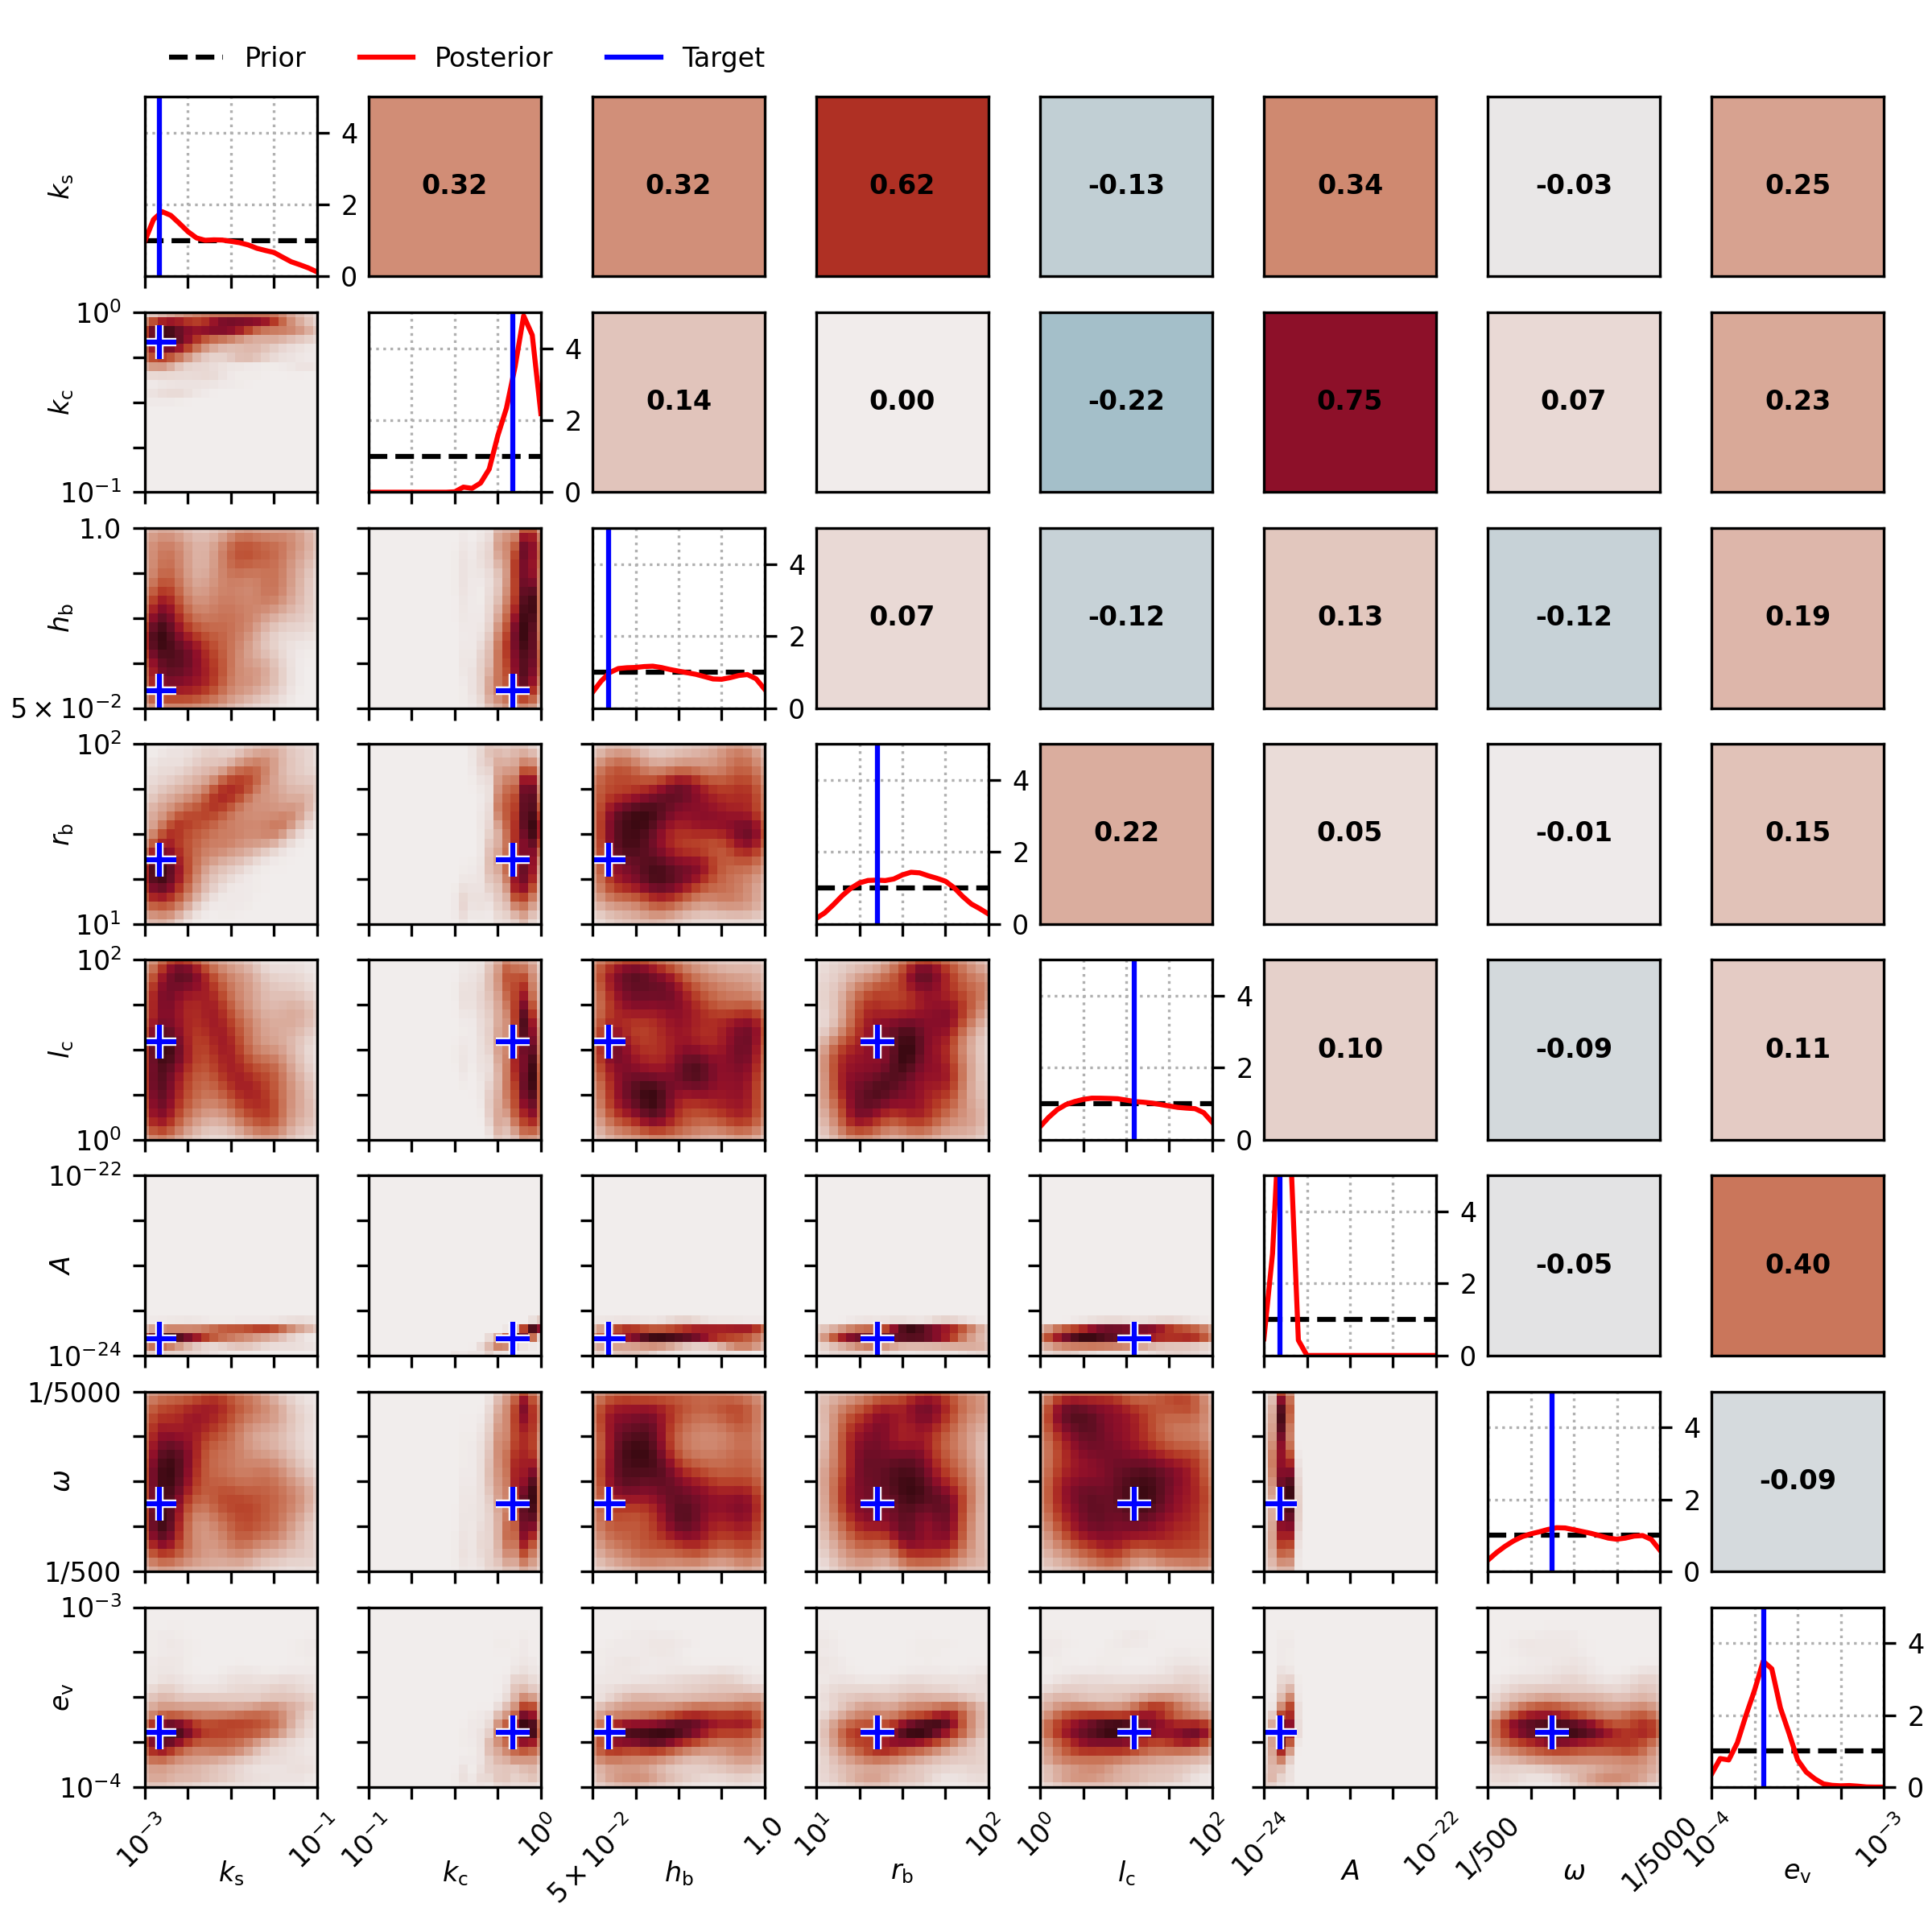 Prior Posterior Target
k_s 4 2 0 0.32 0.32 0.62 -0.13 0.34 -0.03 0.25
10^0 k_c 10^{-1} 4 2 0 0.14 0.00 -0.22 0.75 0.07 0.23
1.0 h_b 5 × 10^{-2} 4 2 0 0.07 -0.12 0.13 -0.12 0.19
10^2 r_b 10^1 4 2 0 0.22 0.05 -0.01 0.15
10^2 l_c 10^0 4 2 0 0.10 -0.09 0.11
10^{-22} A 10^{-24} 4 2 0 -0.05 0.40
1/5000 ω 1/500 4 2 0 -0.09
10^{-3} e_v 10^{-4} 4 2 0
10^{-3} 10^{-1} 10^{-1} 10^0 5 × 10^{-2} 1.0 10^1 10^2 10^0 10^2 10^{-24} 10^{-22} 1/500 1/5000 10^{-4} 10^{-3}
k_s k_c h_b r_b l_c A ω e_v